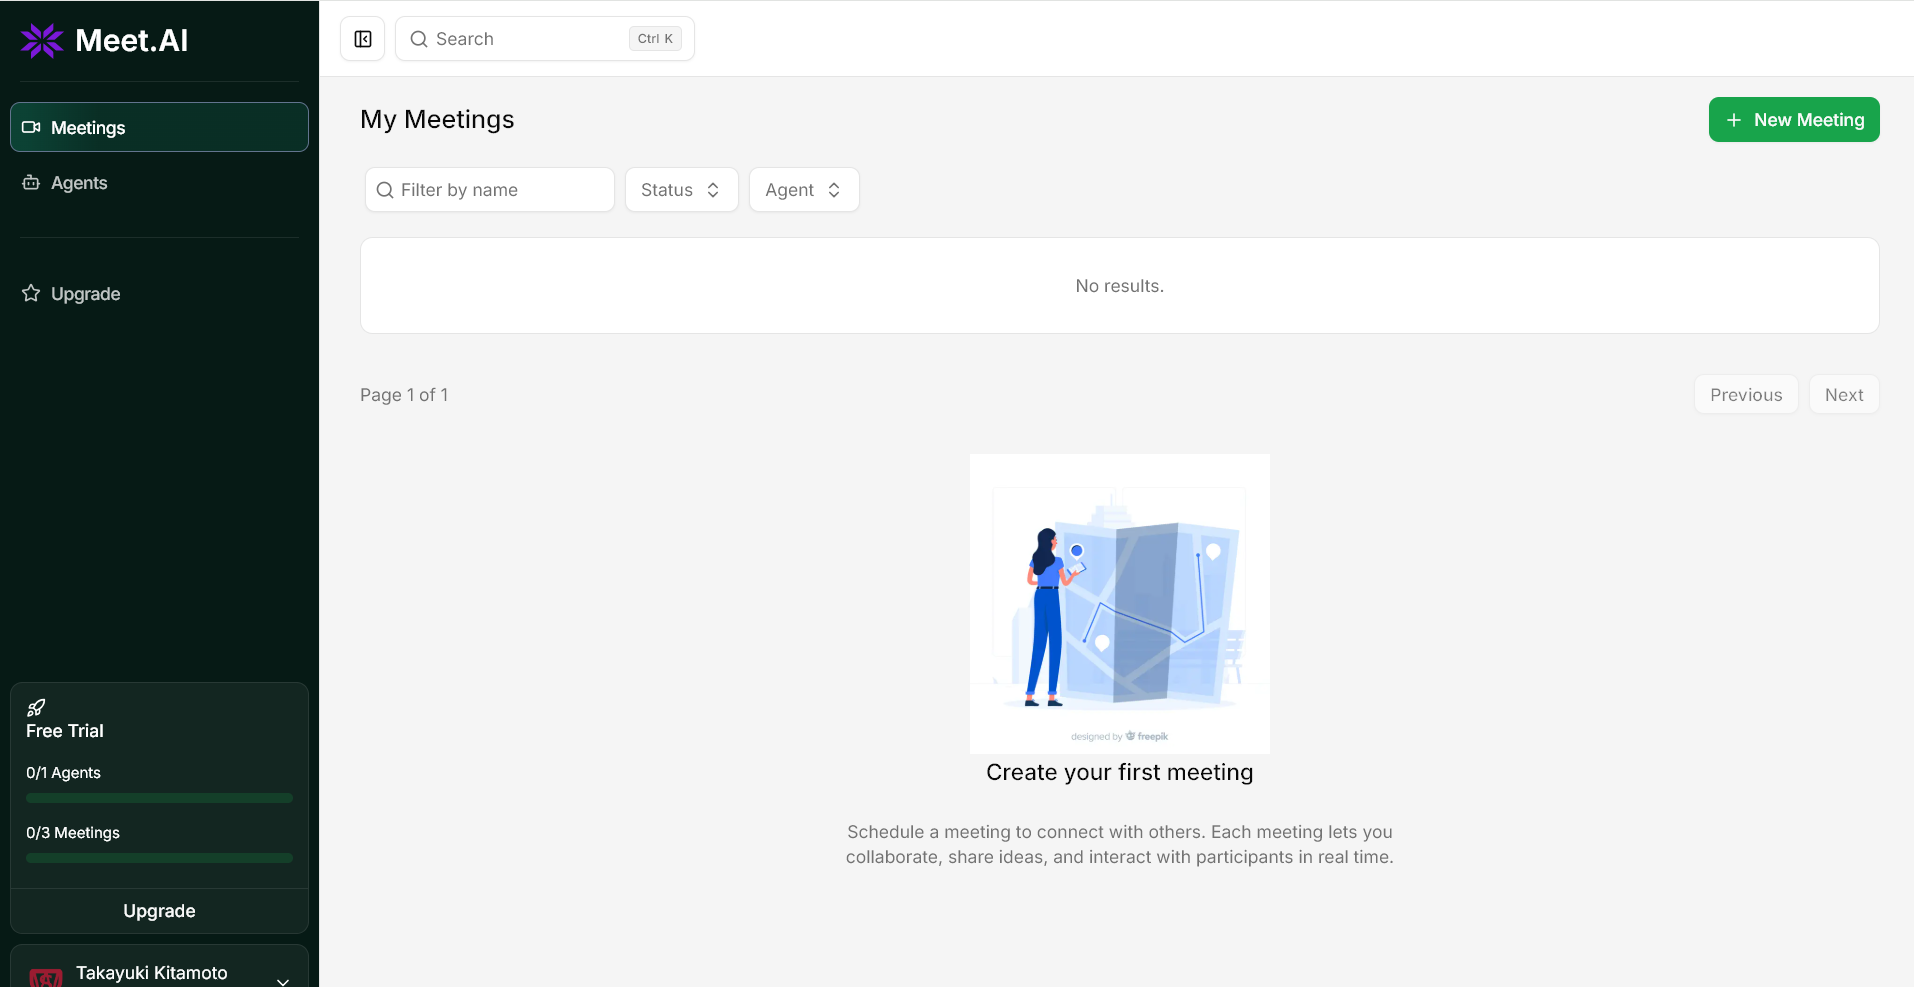 Meet.AI
Meetings
Agents
Upgrade
Free Trial
0/1 Agents
0/3 Meetings
Upgrade
Takayuki Kitamoto
Search
Ctrl K
My Meetings
New Meeting
Filter by name
Status
Agent
No results.
Page 1 of 1
Previous
Next
designed by freepik
Create your first meeting
Schedule a meeting to connect with others. Each meeting lets you
collaborate, share ideas, and interact with participants in real time.